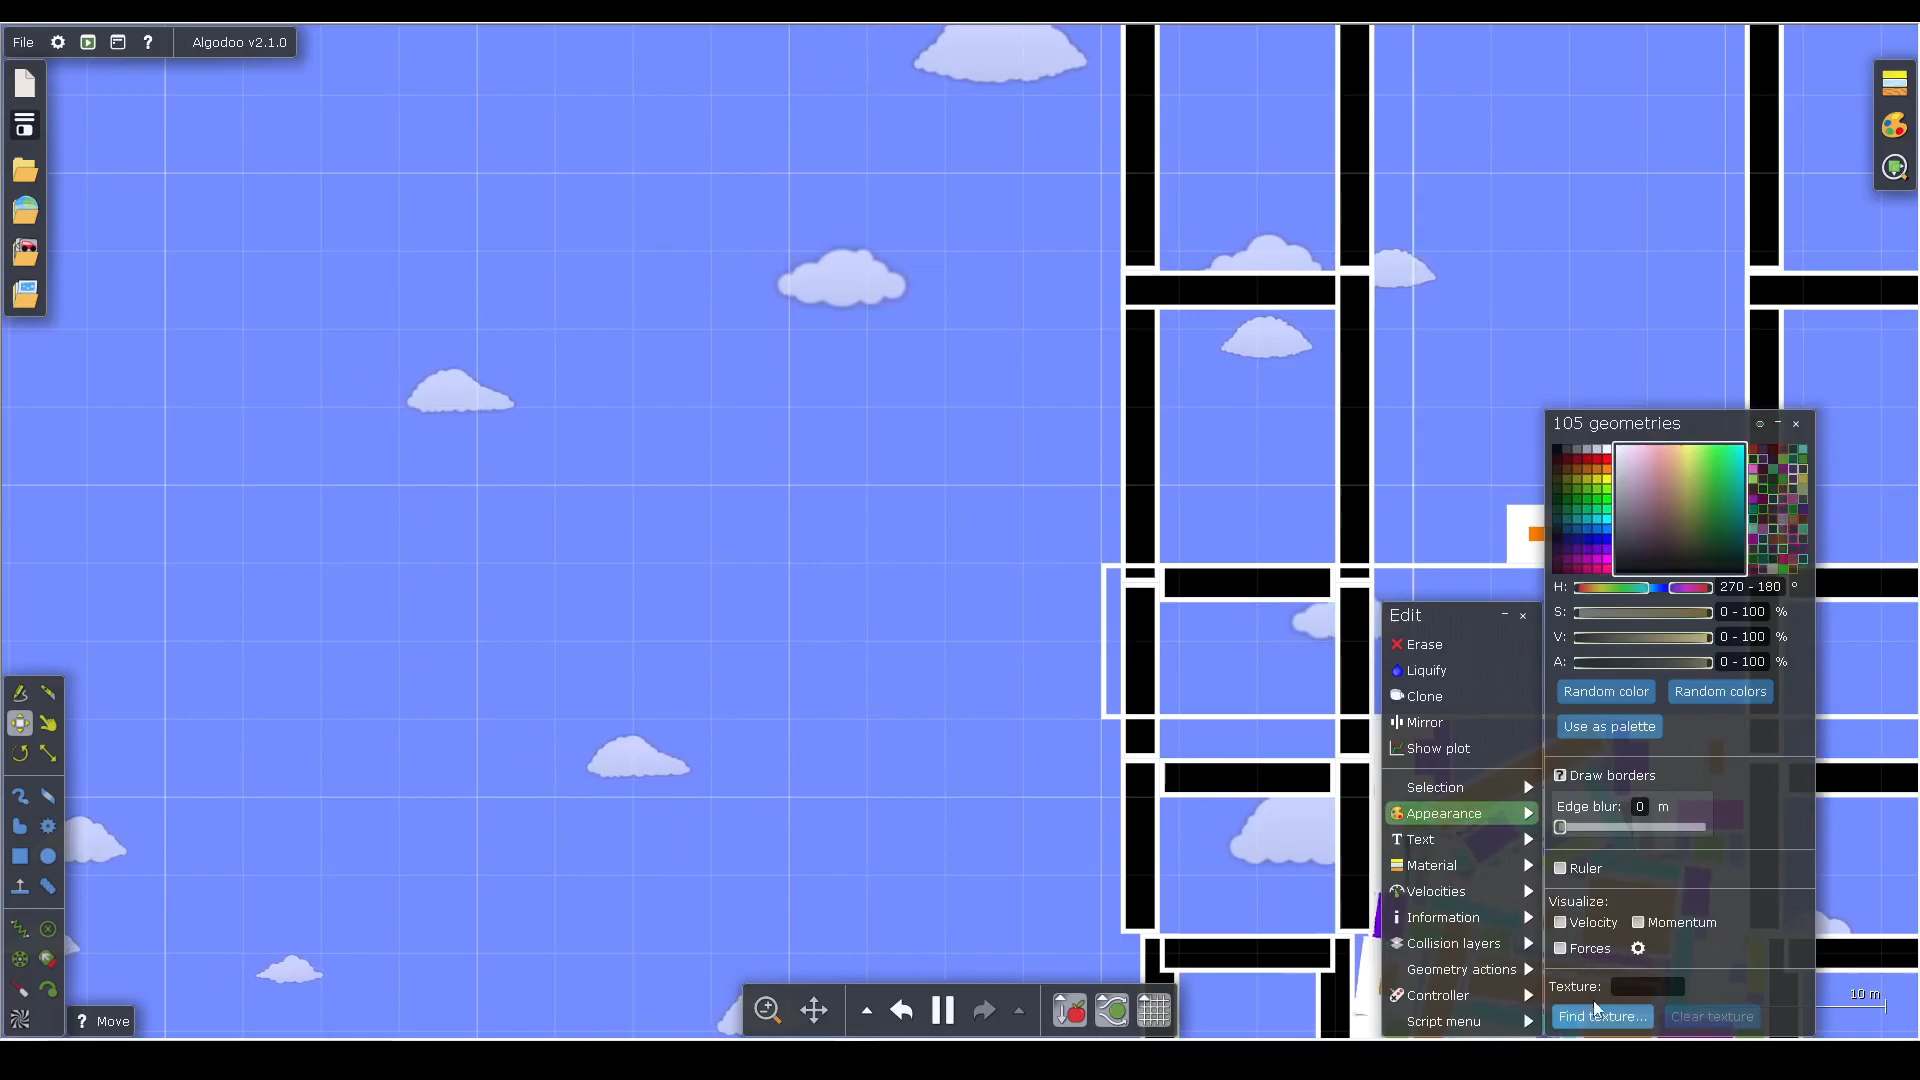 File
?
Algodoo v2.1.0
105 geometries
H: 270 - 180 °
S: 0 - 100 %
V: 0 - 100 %
A: 0 - 100 %
Random color Random colors
Use as palette
? Draw borders
Edge blur: 0 m
Ruler
Visualize:
Velocity Momentum
Forces
Texture:
Find texture... Clear texture
Edit
Erase
Liquify
Clone
Mirror
Show plot
Selection
Appearance
T Text
Material
Velocities
i Information
Collision layers
Geometry actions
Controller
Script menu
10 m
? Move